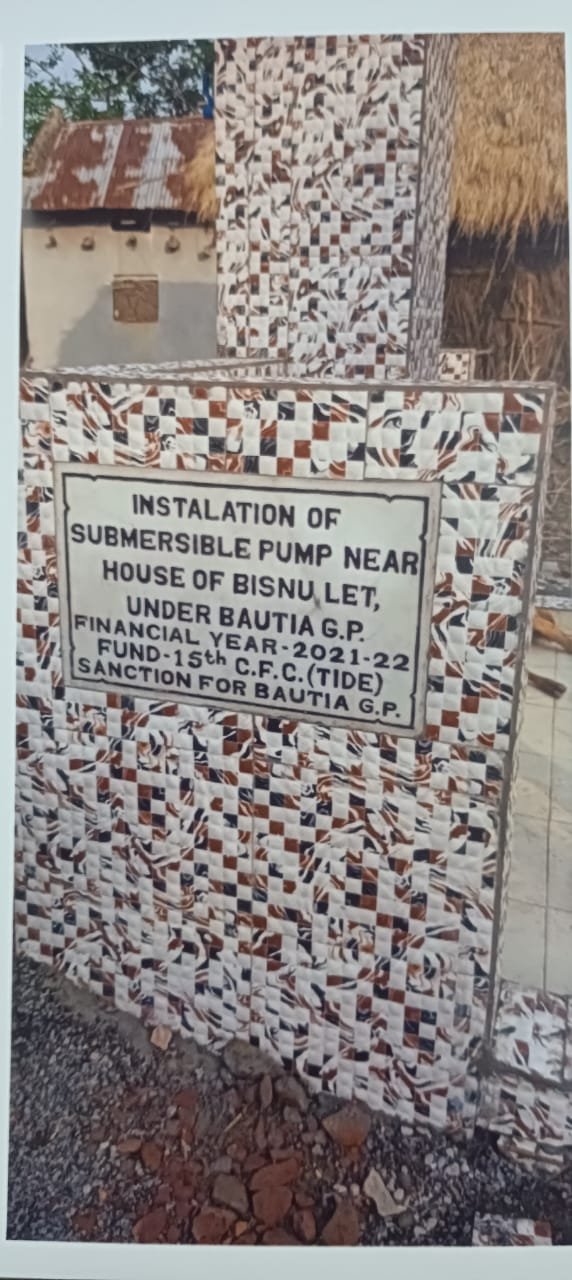 INSTALATION OF
SUBMERSIBLE PUMP NEAR
HOUSE OF BISNU LET,
UNDER BAUTIA G.P.
FINANCIAL YEAR-2021-22
FUND-15th C.F.C.(TIDE)
SANCTION FOR BAUTIA G.P.